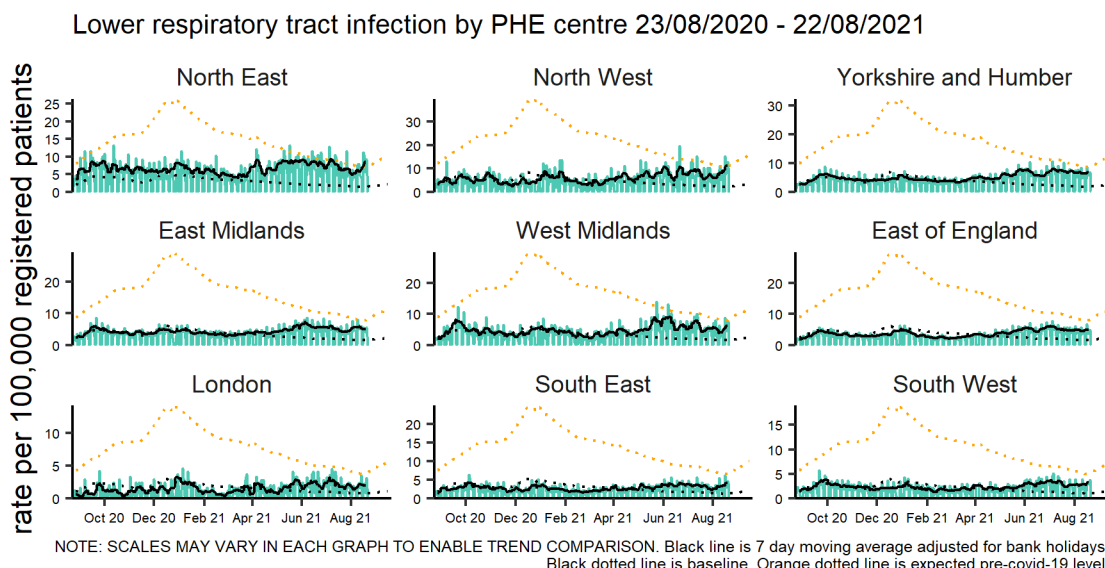 Lower respiratory tract infection by PHE centre 23/08/2020 - 22/08/2021
rate per 100,000 registered patients
North East
25
20
15
10
5
0
North West
30
20
10
0
Yorkshire and Humber
30
20
10
0
East Midlands
20
10
0
West Midlands
20
10
0
East of England
20
10
0
London
10
5
0
Oct 20 Dec 20 Feb 21 Apr 21 Jun 21 Aug 21
South East
20
15
10
5
0
Oct 20 Dec 20 Feb 21 Apr 21 Jun 21 Aug 21
South West
15
10
5
0
Oct 20 Dec 20 Feb 21 Apr 21 Jun 21 Aug 21
NOTE: SCALES MAY VARY IN EACH GRAPH TO ENABLE TREND COMPARISON. Black line is 7 day moving average adjusted for bank holidays
Black dotted line is baseline. Orange dotted line is expected pre-covid-19 level